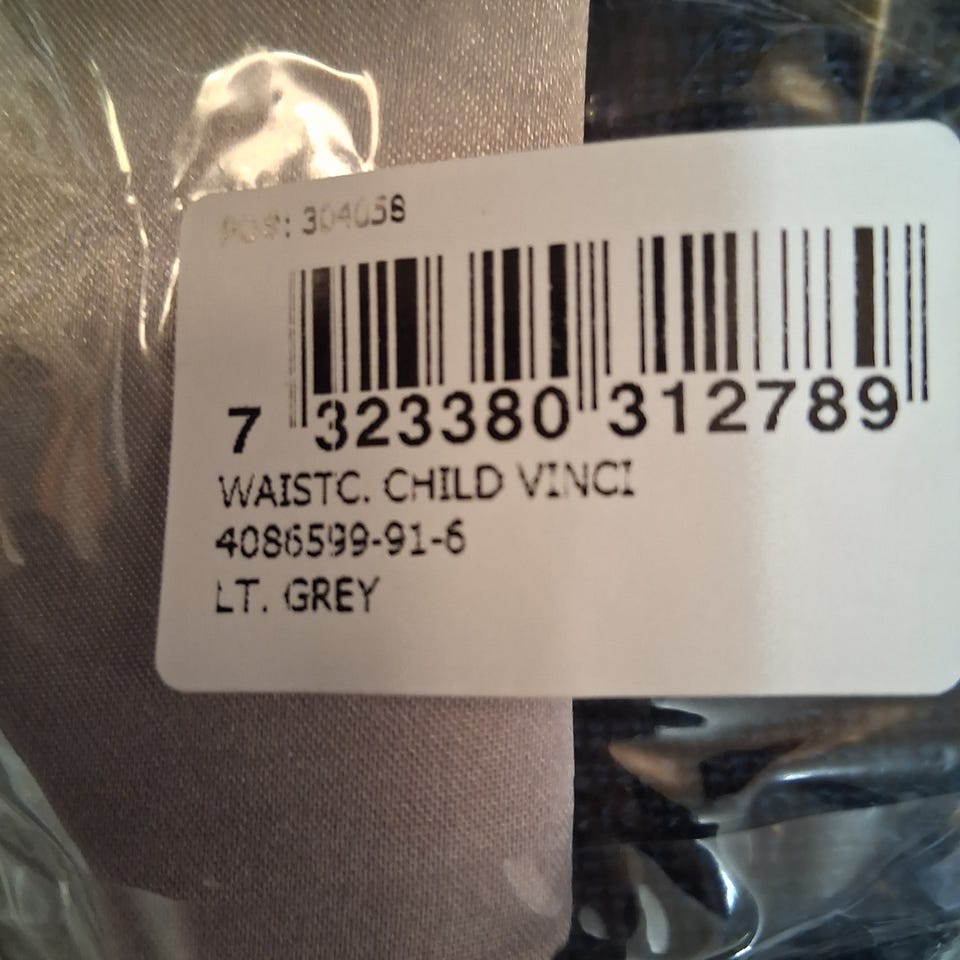 PO#: 304058
7 323380 312789
WAISTC. CHILD VINCI
4086599-91-6
LT. GREY